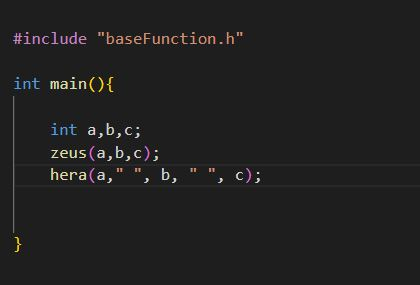 #include "baseFunction.h"
int main(){
int a,b,c;
zeus(a,b,c);
hera(a," ", b, " ", c);
}